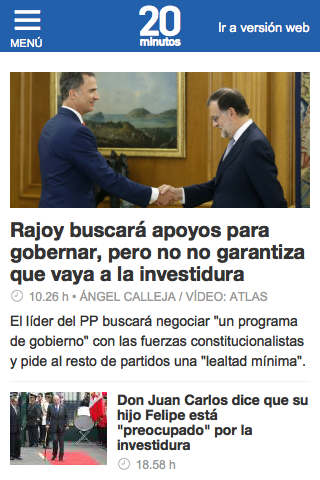 MENÚ
20
minutos
Ir a versión web
Rajoy buscará apoyos para
gobernar, pero no no garantiza
que vaya a la investidura
10.26 h • ÁNGEL CALLEJA / VÍDEO: ATLAS
El líder del PP buscará negociar "un programa
de gobierno" con las fuerzas constitucionalistas
y pide al resto de partidos una "lealtad mínima".
Don Juan Carlos dice que su
hijo Felipe está
"preocupado" por la
investidura
18.58 h